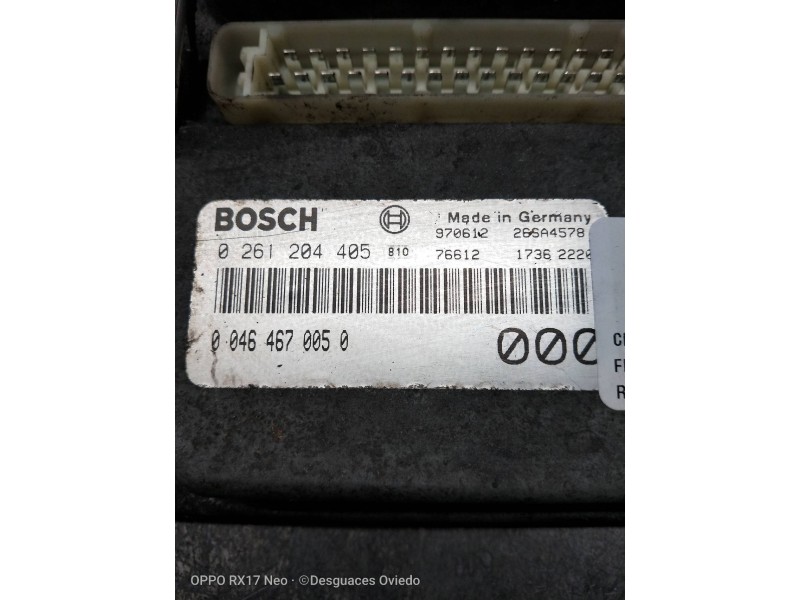 BOSCH
Made in Germany
970612 26SA4578
0 261 204 405 810 76612 1736 2220
0 046 467 005 0 000
OPPO RX17 Neo · ©Desguaces Oviedo